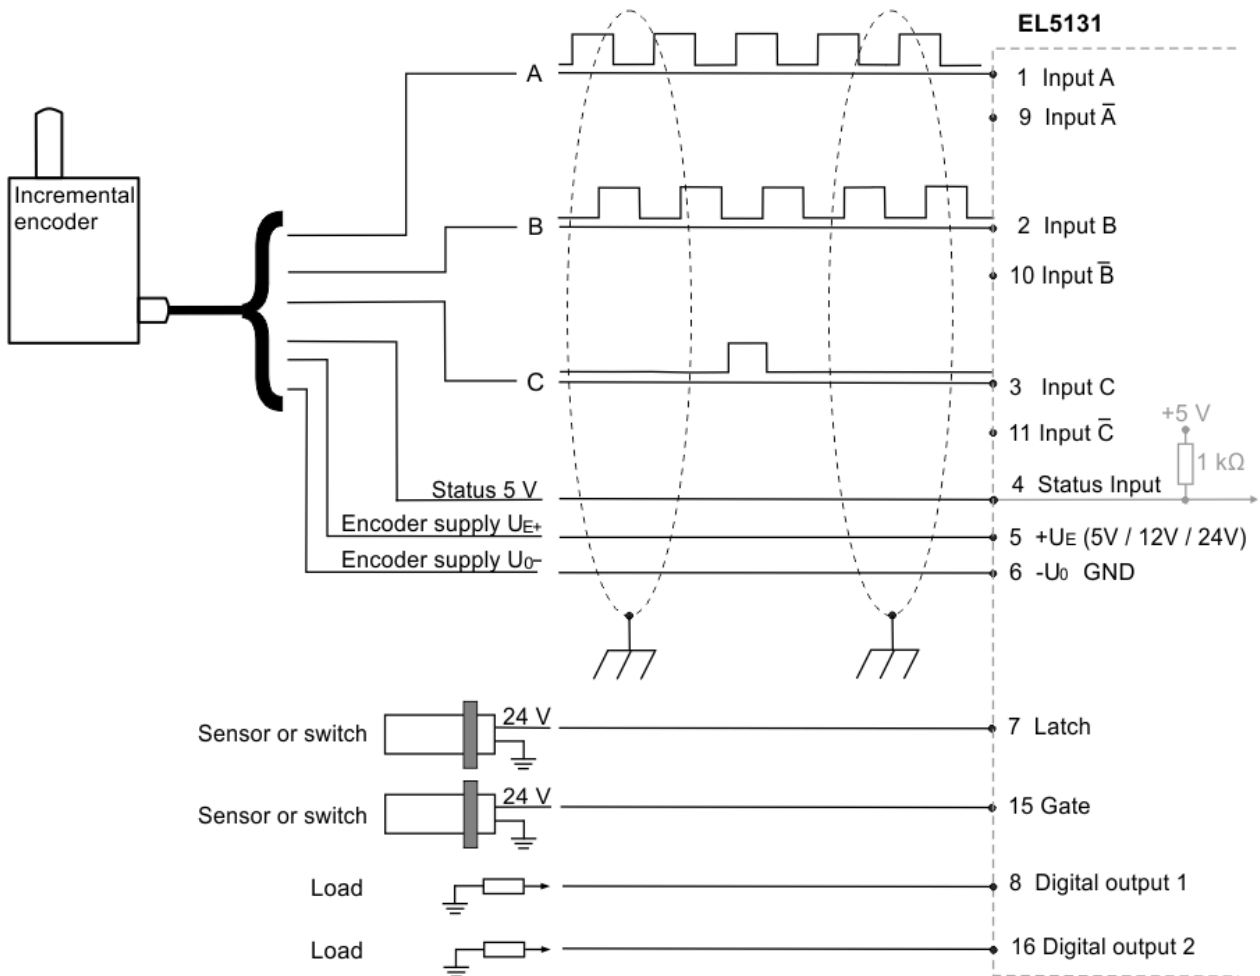 EL5131
A
1 Input A
9 Input A̅
Incremental
encoder
B
2 Input B
10 Input B̅
C
3 Input C
+5 V
11 Input C̅
1 kΩ
Status 5 V
4 Status Input
Encoder supply UE+
5 +UE (5V / 12V / 24V)
Encoder supply U0-
6 -U0 GND
24 V
7 Latch
Sensor or switch
24 V
15 Gate
Sensor or switch
Load
8 Digital output 1
Load
16 Digital output 2